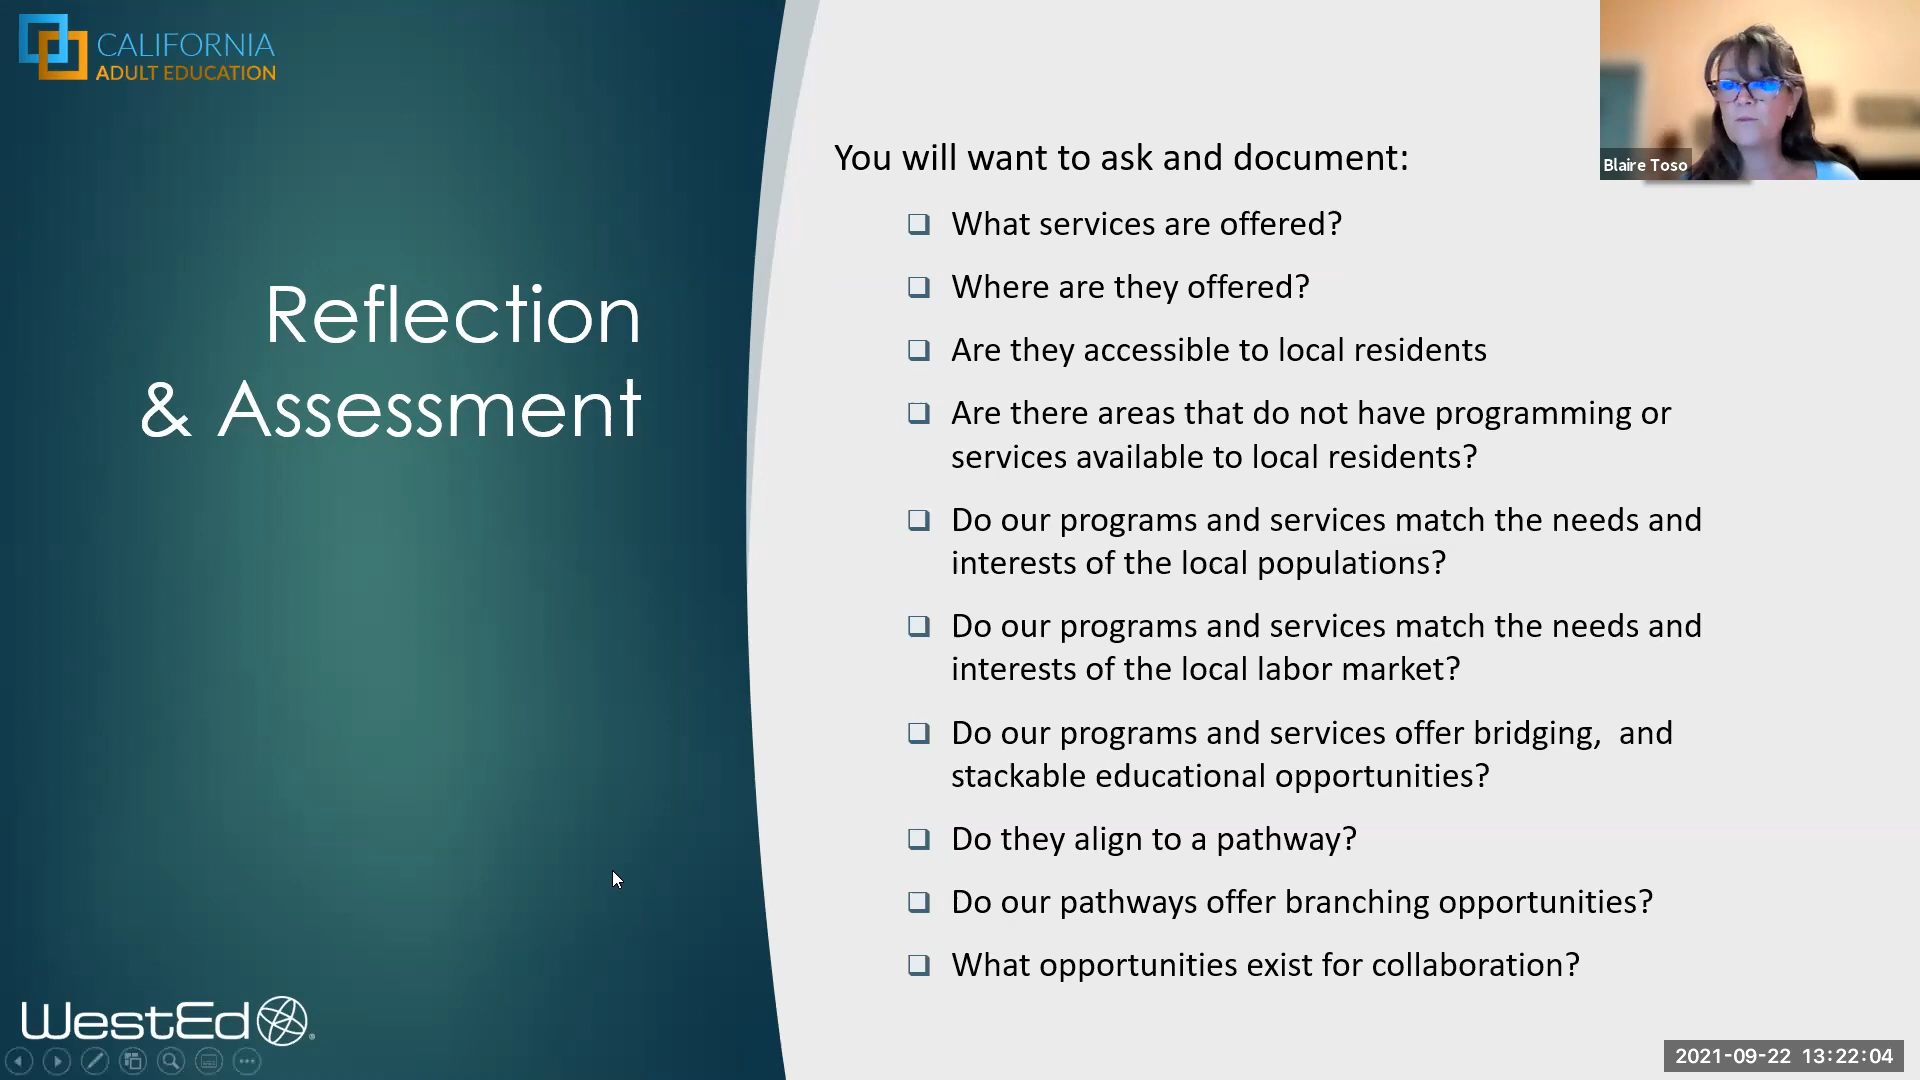 CALIFORNIA
ADULT EDUCATION
Reflection
& Assessment
You will want to ask and document:
What services are offered?
Where are they offered?
Are they accessible to local residents
Are there areas that do not have programming or
services available to local residents?
Do our programs and services match the needs and
interests of the local populations?
Do our programs and services match the needs and
interests of the local labor market?
Do our programs and services offer bridging,  and
stackable educational opportunities?
Do they align to a pathway?
Do our pathways offer branching opportunities?
What opportunities exist for collaboration?
Blaire Toso
WestEd®
2021-09-22 13:22:04